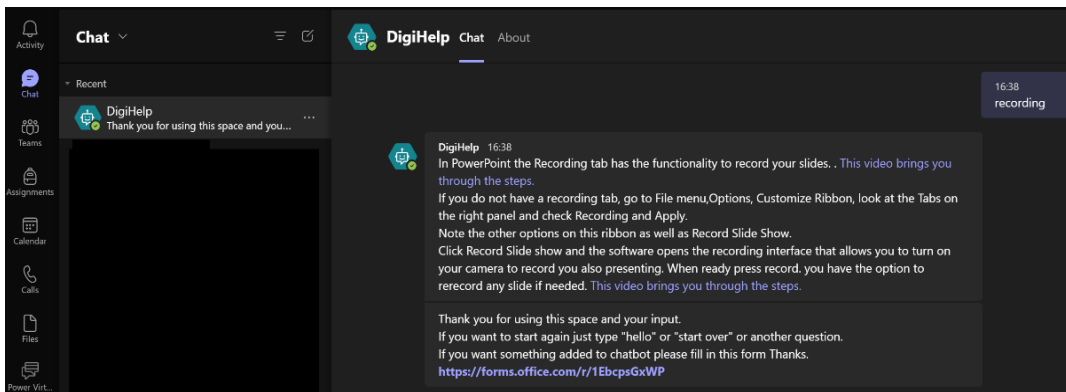 Activity
Chat
Teams
Assignments
Calendar
Calls
Files
Power Virt...
Chat
Recent
DigiHelp
Thank you for using this space and you...
DigiHelp Chat About
16:38
recording
DigiHelp 16:38
In PowerPoint the Recording tab has the functionality to record your slides. . This video brings you
through the steps.
If you do not have a recording tab, go to File menu,Options, Customize Ribbon, look at the Tabs on
the right panel and check Recording and Apply.
Note the other options on this ribbon as well as Record Slide Show.
Click Record Slide show and the software opens the recording interface that allows you to turn on
your camera to record you also presenting. When ready press record. you have the option to
rerecord any slide if needed. This video brings you through the steps.
Thank you for using this space and your input.
If you want to start again just type "hello" or "start over" or another question.
If you want something added to chatbot please fill in this form Thanks.
https://forms.office.com/r/1EbcpsGxWP